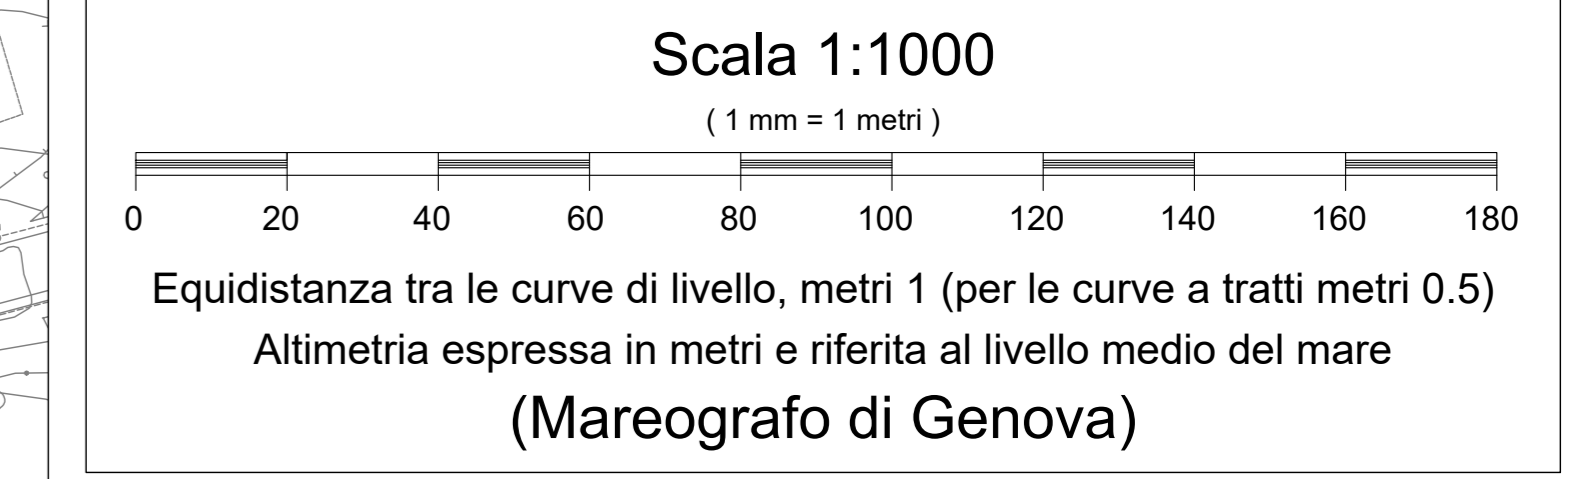 Scala 1:1000
( 1 mm = 1 metri )
0 20 40 60 80 100 120 140 160 180
Equidistanza tra le curve di livello, metri 1 (per le curve a tratti metri 0.5)
Altimetria espressa in metri e riferita al livello medio del mare
(Mareografo di Genova)